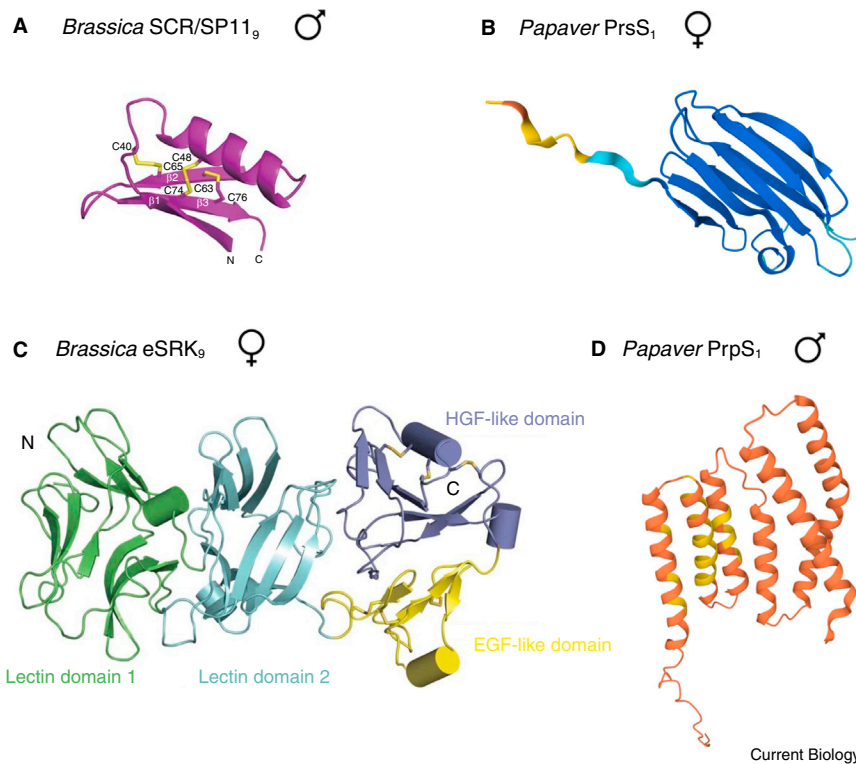 A Brassica SCR/SP11₉ ♂
B Papaver PrsS₁ ♀
C40
C48
C65
β2
C74
C63
C76
β1
β3
N
C
C Brassica eSRK₉ ♀
D Papaver PrpS₁ ♂
N
HGF-like domain
C
EGF-like domain
Lectin domain 1
Lectin domain 2
Current Biology